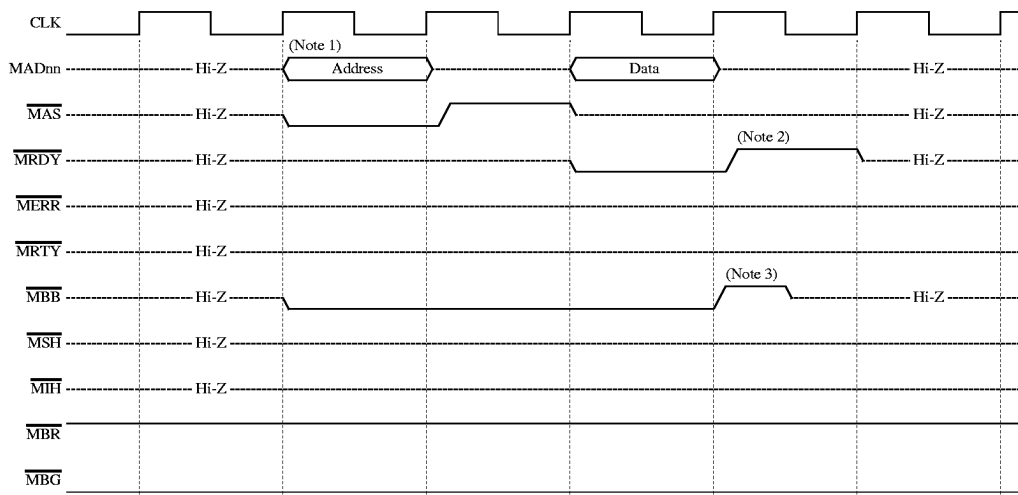 CLK
(Note 1)
MADnn Hi-Z Address Data Hi-Z
MAS Hi-Z
(Note 2)
MRDY Hi-Z Hi-Z
MERR Hi-Z
MRTY Hi-Z
(Note 3)
MBB Hi-Z Hi-Z
MSH Hi-Z
MIH Hi-Z
MBR
MBG